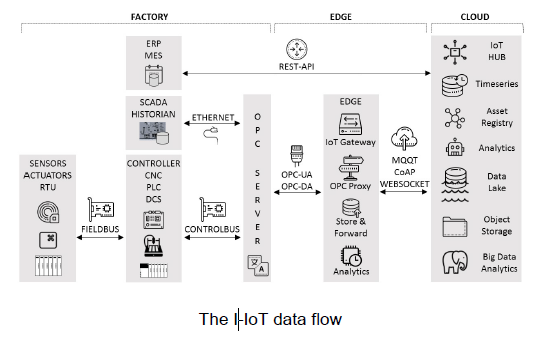 FACTORY
EDGE
CLOUD
ERP
MES
REST-API
SCADA
HISTORIAN
ETHERNET
SENSORS
ACTUATORS
RTU
FIELDBUS
CONTROLLER
CNC
PLC
DCS
CONTROLBUS
O
P
C
S
E
R
V
E
R
A
OPC-UA
OPC-DA
EDGE
IoT Gateway
OPC Proxy
Store &
Forward
Analytics
MQQT
CoAP
WEBSOCKET
IoT
HUB
Timeseries
Asset
Registry
Analytics
Data
Lake
Object
Storage
Big Data
Analytics
The I-IoT data flow